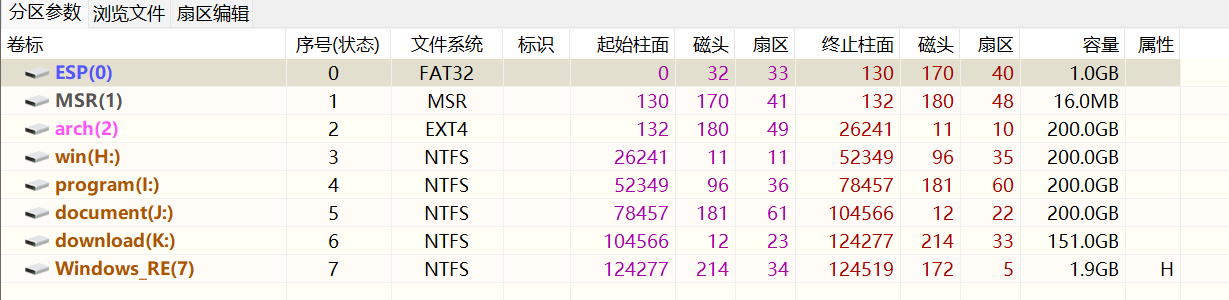 分区参数 浏览文件 扇区编辑
卷标 序号(状态) 文件系统 标识 起始柱面 磁头 扇区 终止柱面 磁头 扇区 容量 属性
ESP(0) 0 FAT32 0 32 33 130 170 40 1.0GB
MSR(1) 1 MSR 130 170 41 132 180 48 16.0MB
arch(2) 2 EXT4 132 180 49 26241 11 10 200.0GB
win(H:) 3 NTFS 26241 11 11 52349 96 35 200.0GB
program(I:) 4 NTFS 52349 96 36 78457 181 60 200.0GB
document(J:) 5 NTFS 78457 181 61 104566 12 22 200.0GB
download(K:) 6 NTFS 104566 12 23 124277 214 33 151.0GB
Windows_RE(7) 7 NTFS 124277 214 34 124519 172 5 1.9GB H